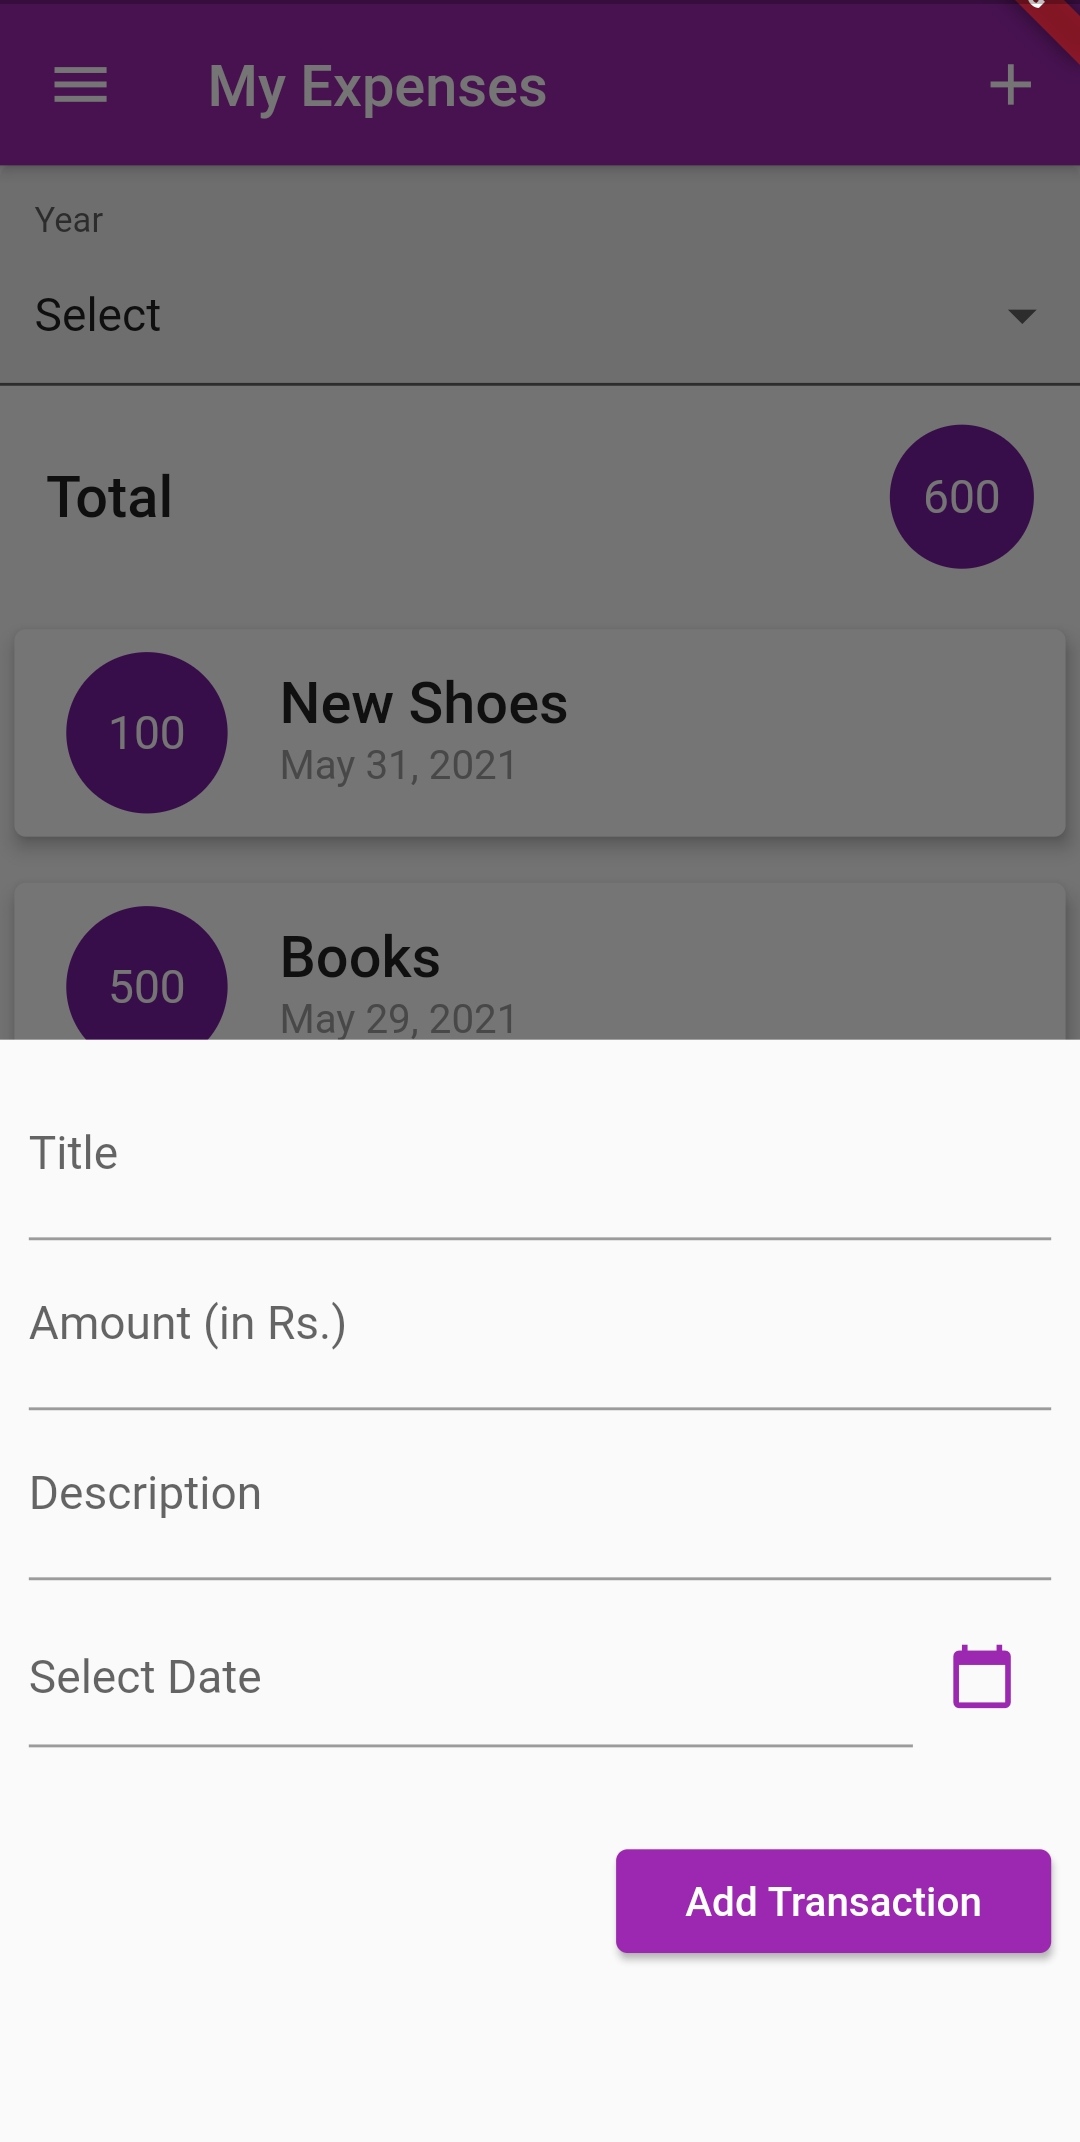 My Expenses
Year
Select
Total
600
100
New Shoes
May 31, 2021
500
Books
May 29, 2021
Title
Amount (in Rs.)
Description
Select Date
Add Transaction